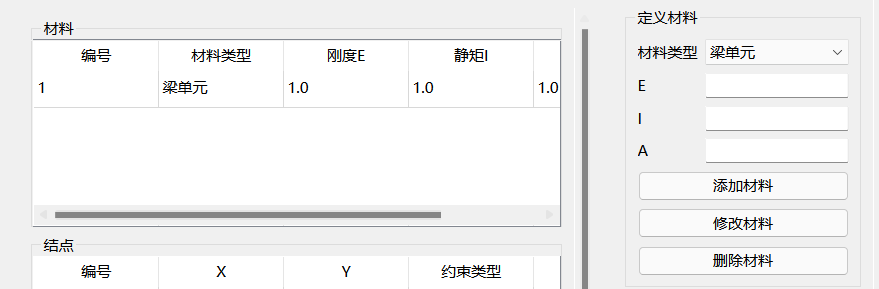 材料
编号 材料类型 刚度E 静矩I
1 梁单元 1.0 1.0 1.0
结点
编号 X Y 约束类型
定义材料
材料类型 梁单元
E
I
A
添加材料
修改材料
删除材料